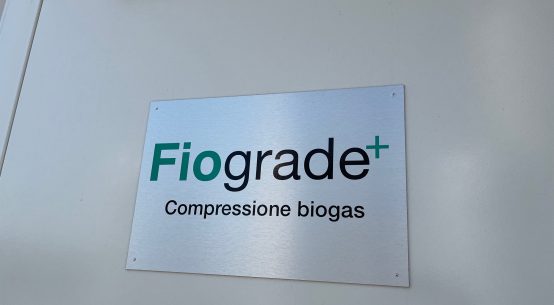 Fiograde+
Compressione biogas